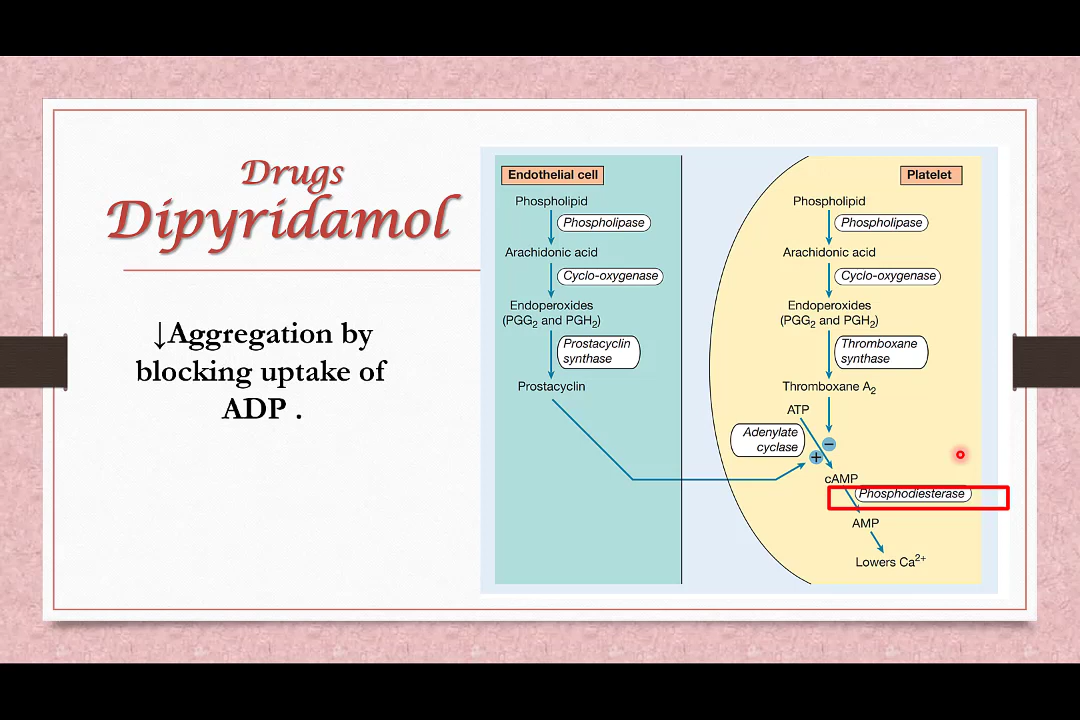 Drugs
Dipyridamol
↓Aggregation by
blocking uptake of
ADP .
Endothelial cell
Phospholipid
Phospholipase
Arachidonic acid
Cyclo-oxygenase
Endoperoxides
(PGG₂ and PGH₂)
Prostacyclin
synthase
Prostacyclin
Platelet
Phospholipid
Phospholipase
Arachidonic acid
Cyclo-oxygenase
Endoperoxides
(PGG₂ and PGH₂)
Thromboxane
synthase
Thromboxane A₂
ATP
Adenylate
cyclase
−
+
cAMP
Phosphodiesterase
AMP
Lowers Ca²⁺